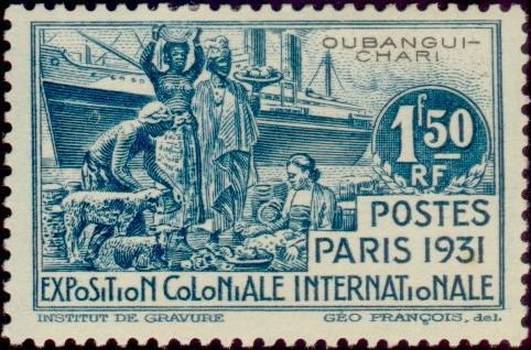 OUBANGUI-
CHARI
1F50
RF
POSTES
PARIS 1931
EXPOSITION COLONIALE INTERNATIONALE
INSTITUT DE GRAVURE GÉO FRANÇOIS, del.